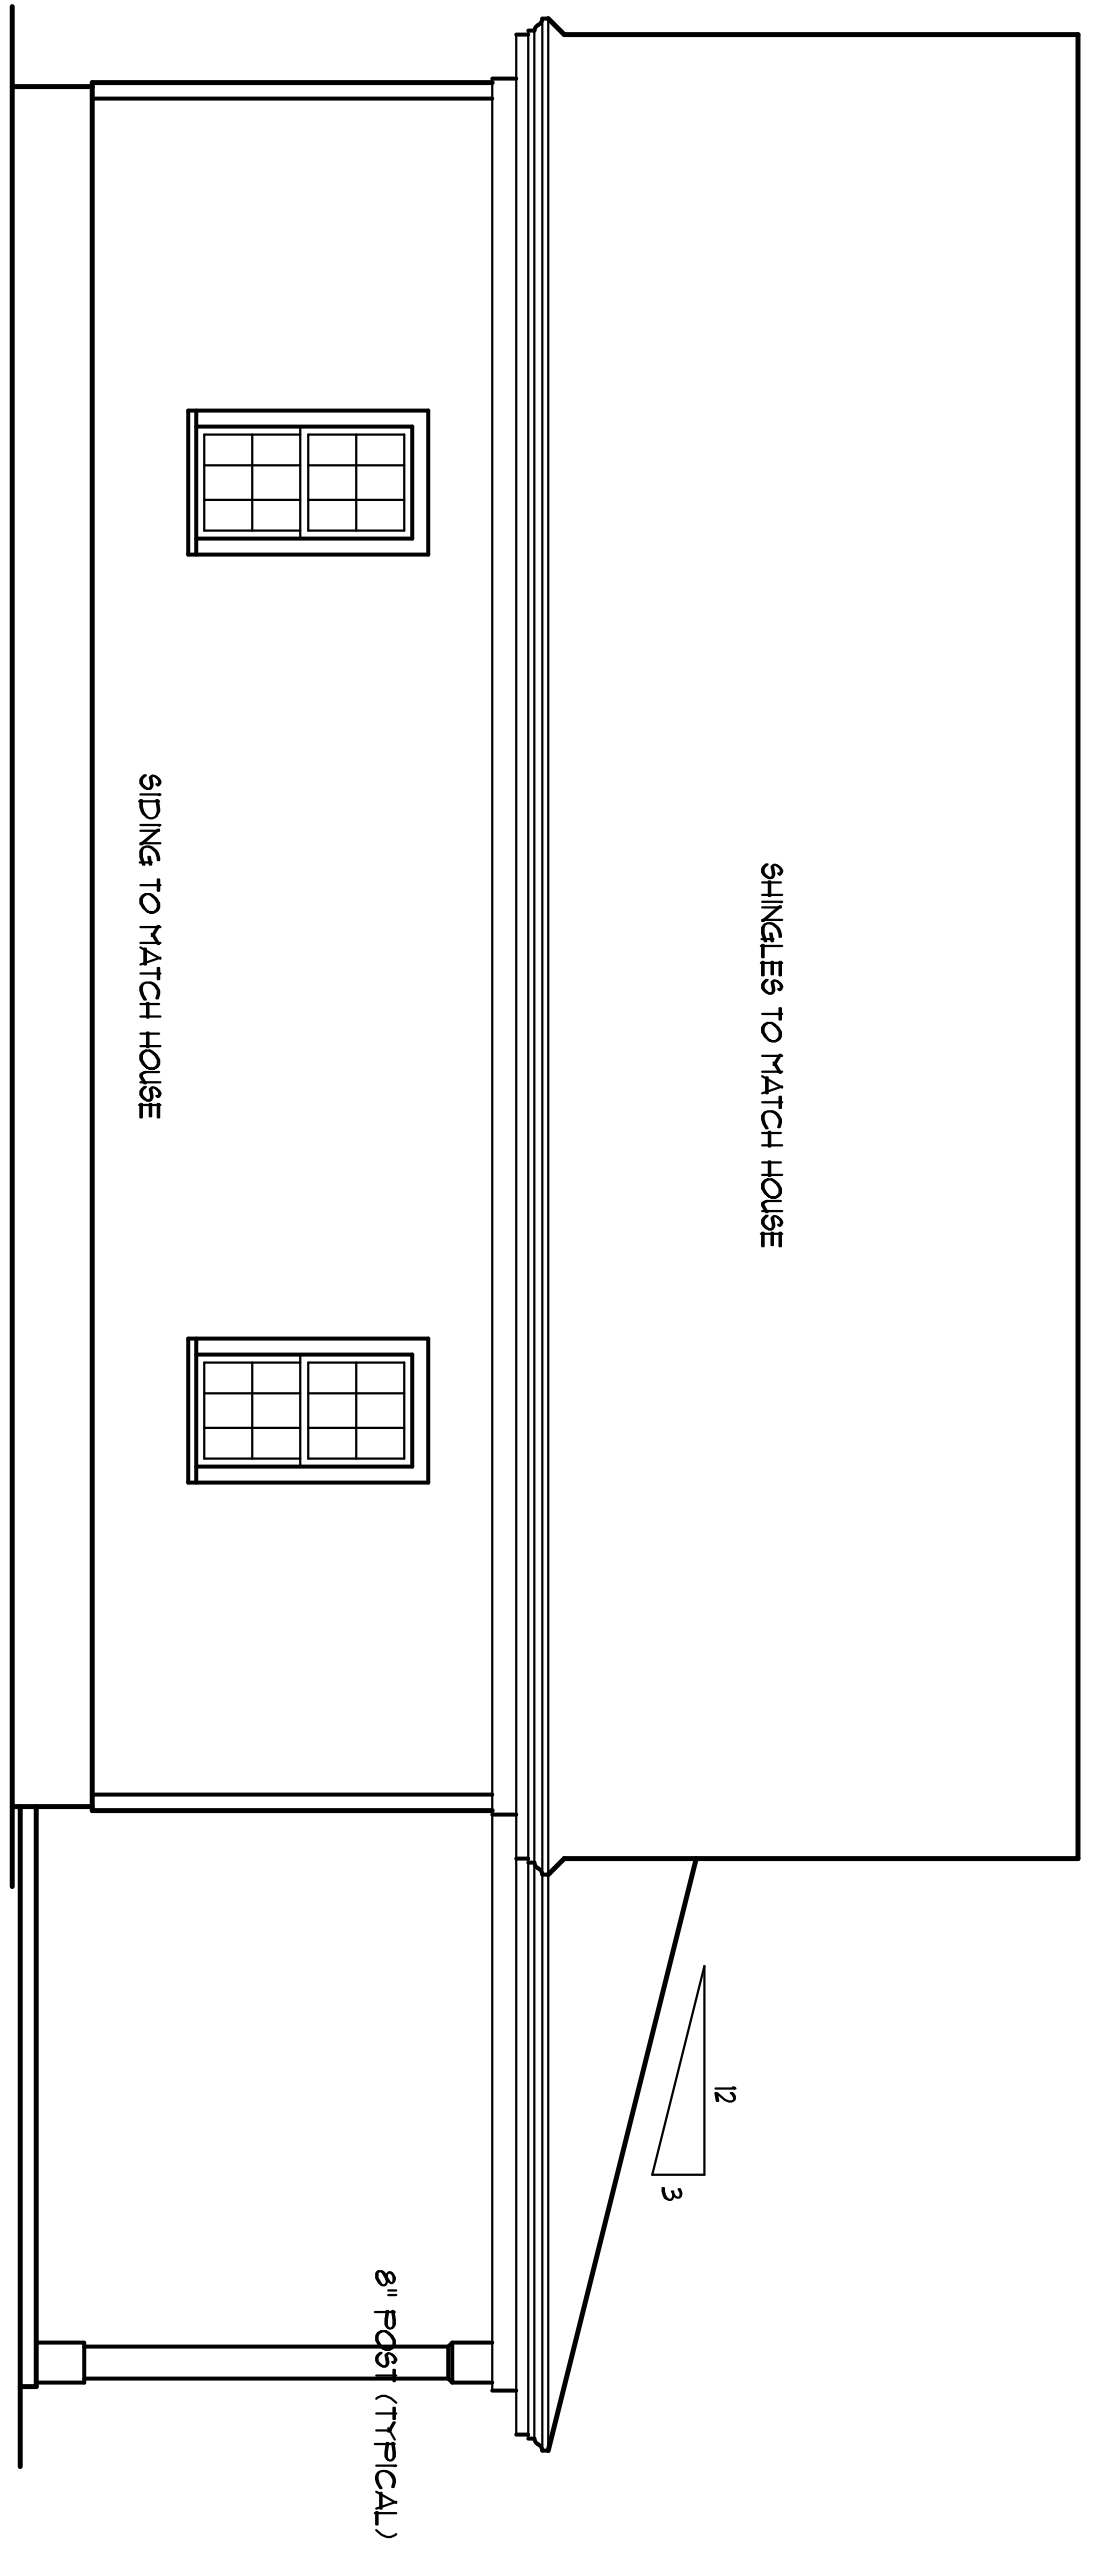 SHINGLES TO MATCH HOUSE
12
3
8" POST (TYPICAL)
SIDING TO MATCH HOUSE